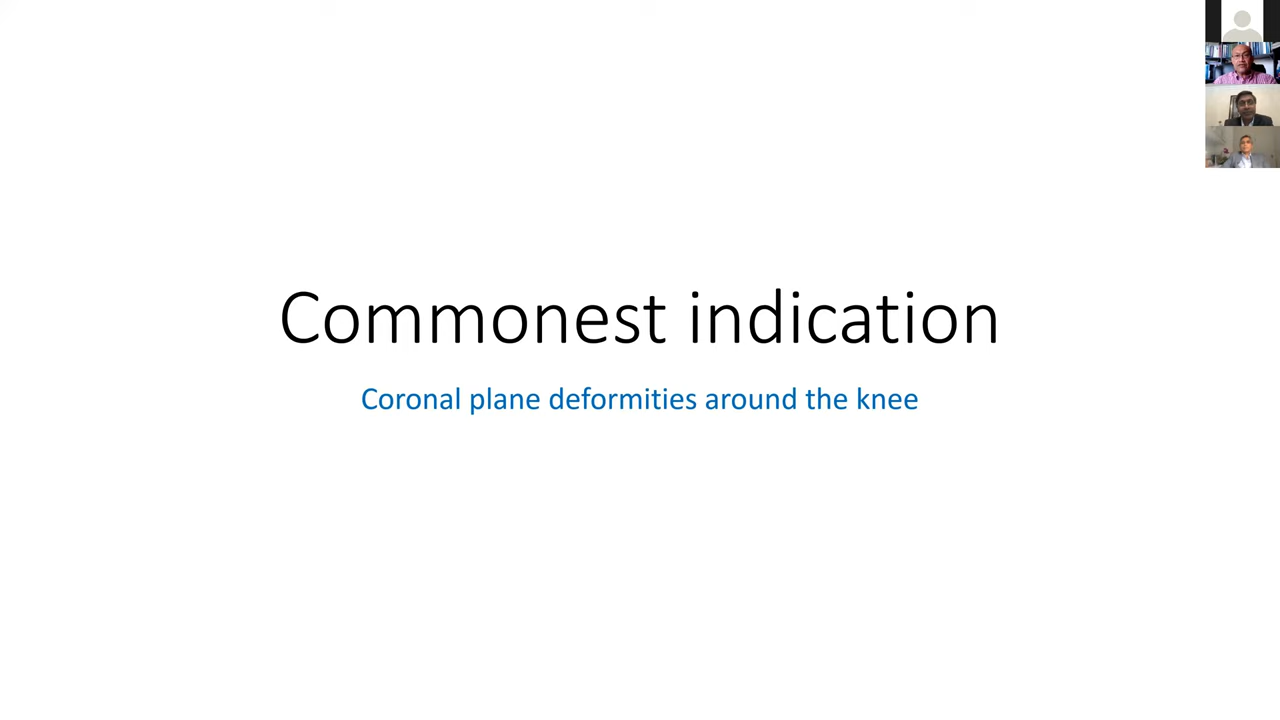 Commonest indication
Coronal plane deformities around the knee